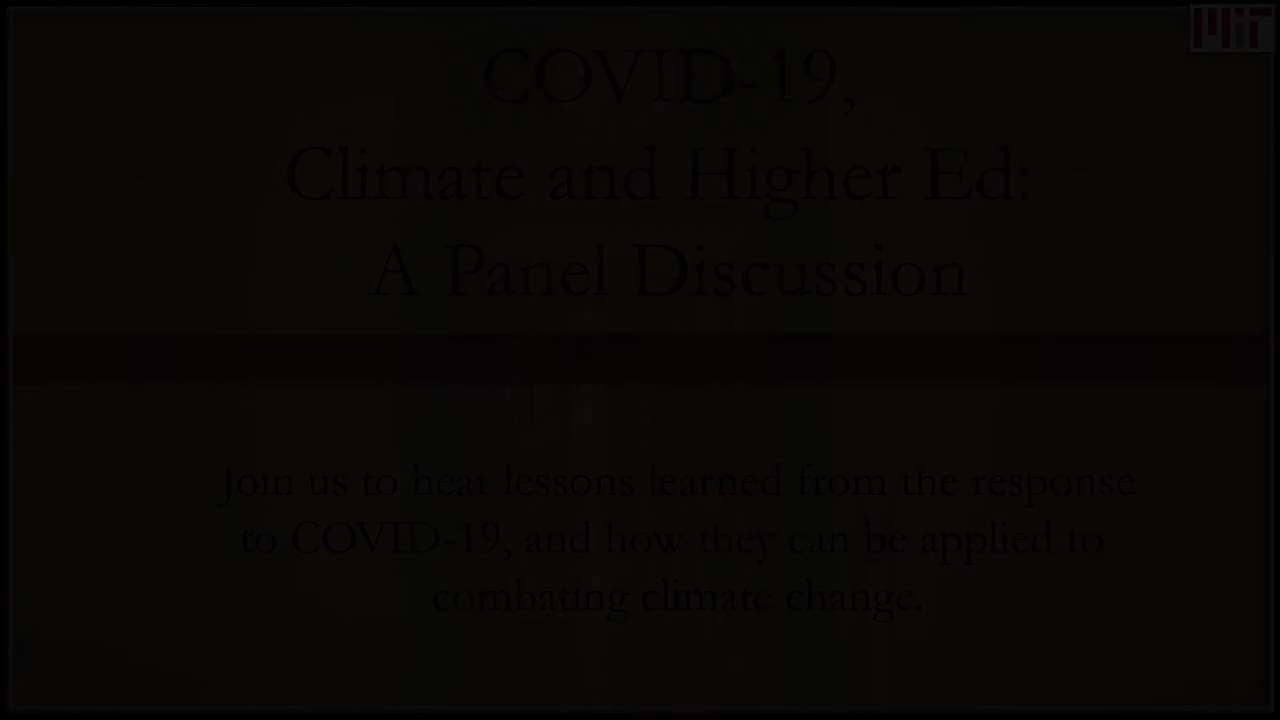 MIT
COVID-19,
Climate and Higher Ed:
A Panel Discussion
Join us to hear lessons learned from the response
to COVID-19, and how they can be applied to
combating climate change.